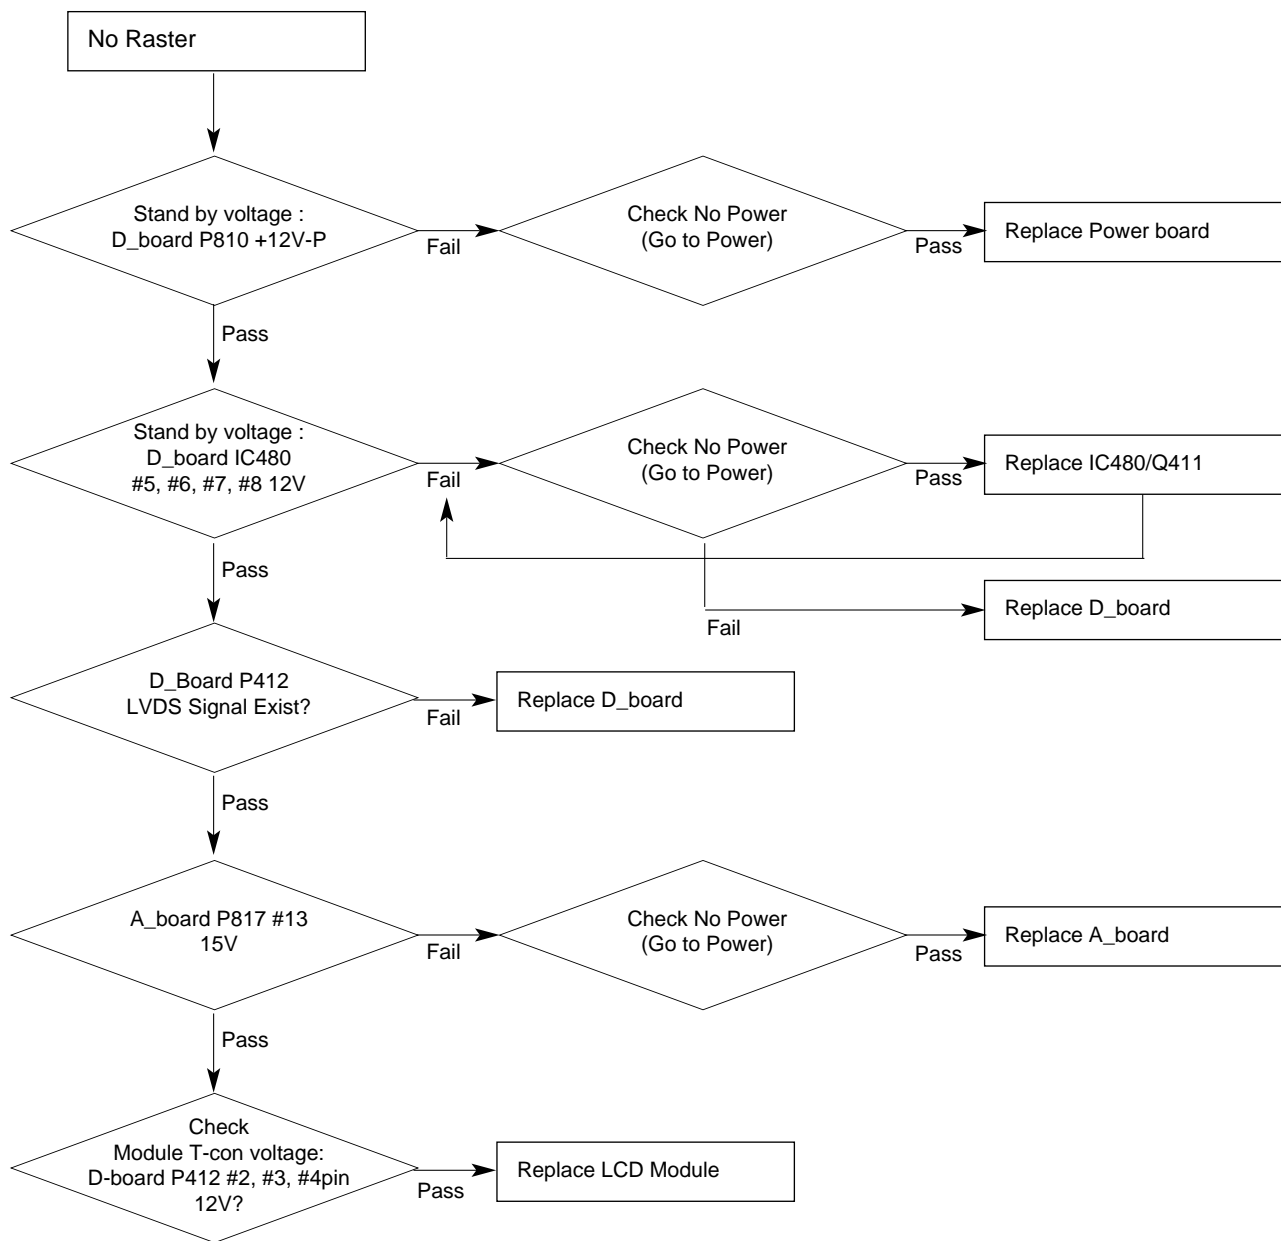 No Raster
Stand by voltage :
D_board P810 +12V-P
Fail
Check No Power
(Go to Power)
Pass
Replace Power board
Pass
Stand by voltage :
D_board IC480
#5, #6, #7, #8 12V
Fail
Check No Power
(Go to Power)
Pass
Replace IC480/Q411
Pass
Fail
Replace D_board
D_Board P412
LVDS Signal Exist?
Fail
Replace D_board
Pass
A_board P817 #13
15V
Fail
Check No Power
(Go to Power)
Pass
Replace A_board
Pass
Check
Module T-con voltage:
D-board P412 #2, #3, #4pin
12V?
Pass
Replace LCD Module